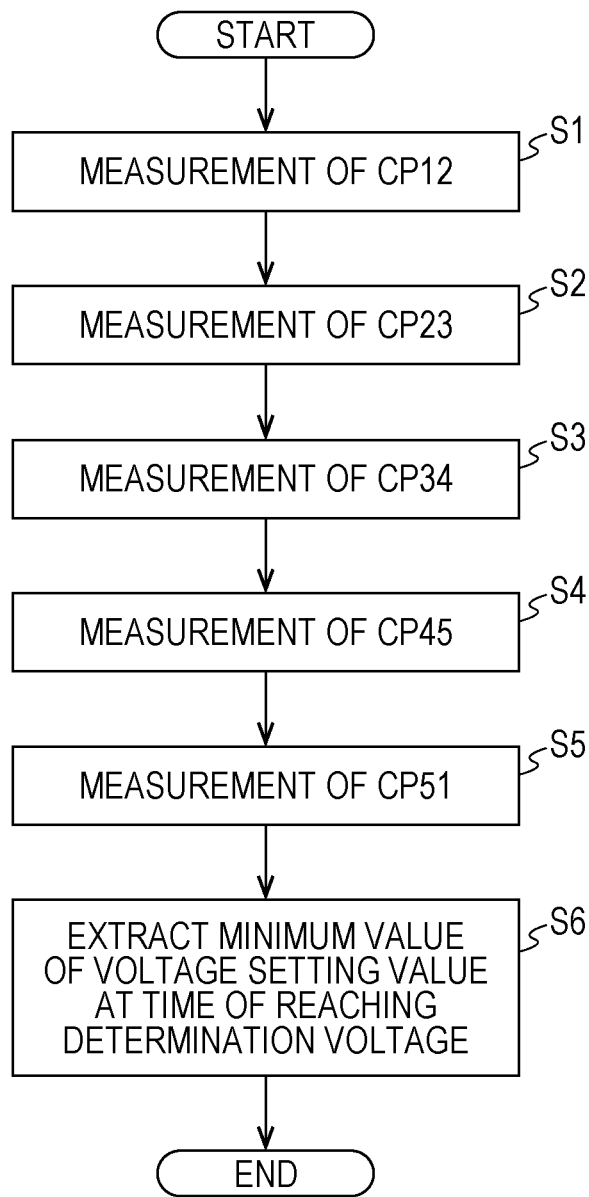 START
S1
MEASUREMENT OF CP12
S2
MEASUREMENT OF CP23
S3
MEASUREMENT OF CP34
S4
MEASUREMENT OF CP45
S5
MEASUREMENT OF CP51
S6
EXTRACT MINIMUM VALUE
OF VOLTAGE SETTING VALUE
AT TIME OF REACHING
DETERMINATION VOLTAGE
END